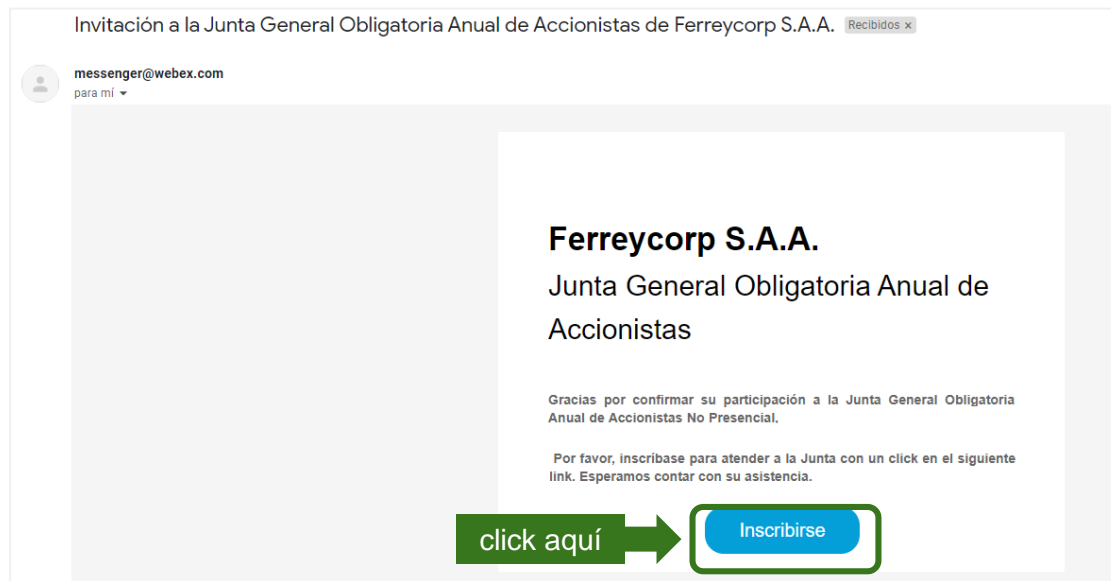 Invitación a la Junta General Obligatoria Anual de Accionistas de Ferreycorp S.A.A. Recibidos x
messenger@webex.com
para mí
Ferreycorp S.A.A.
Junta General Obligatoria Anual de
Accionistas
Gracias por confirmar su participación a la Junta General Obligatoria
Anual de Accionistas No Presencial.
Por favor, inscríbase para atender a la Junta con un click en el siguiente
link. Esperamos contar con su asistencia.
click aquí
Inscribirse